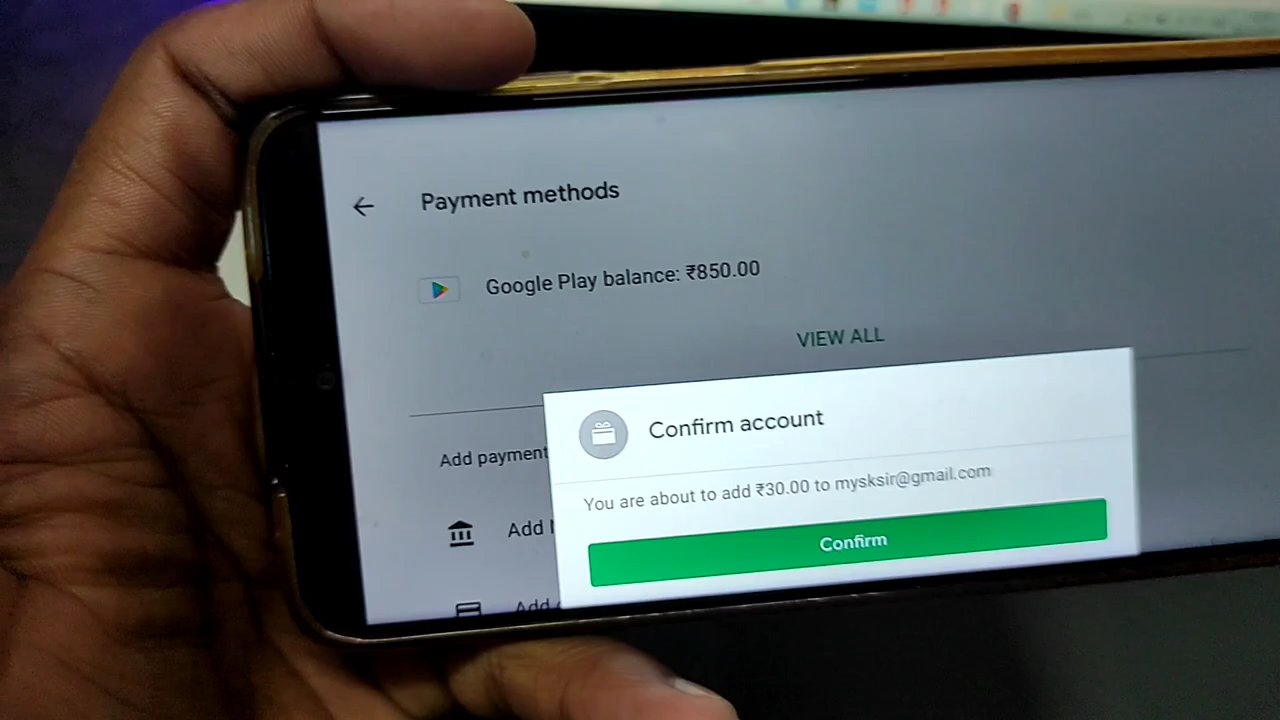 Payment methods
Google Play balance: ₹850.00
VIEW ALL
Confirm account
Add payment
You are about to add ₹30.00 to mysksir@gmail.com
Add
Confirm
Add